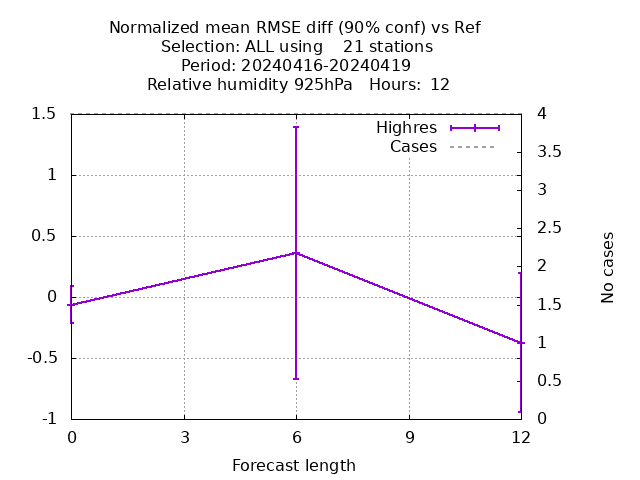 Normalized mean RMSE diff (90% conf) vs Ref
Selection: ALL using    21 stations
Period: 20240416-20240419
Relative humidity 925hPa   Hours:  12
1.5
1
0.5
0
-0.5
-1
Highres
Cases
4
3.5
3
2.5
2
1.5
1
0.5
0
No cases
0 3 6 9 12
Forecast length